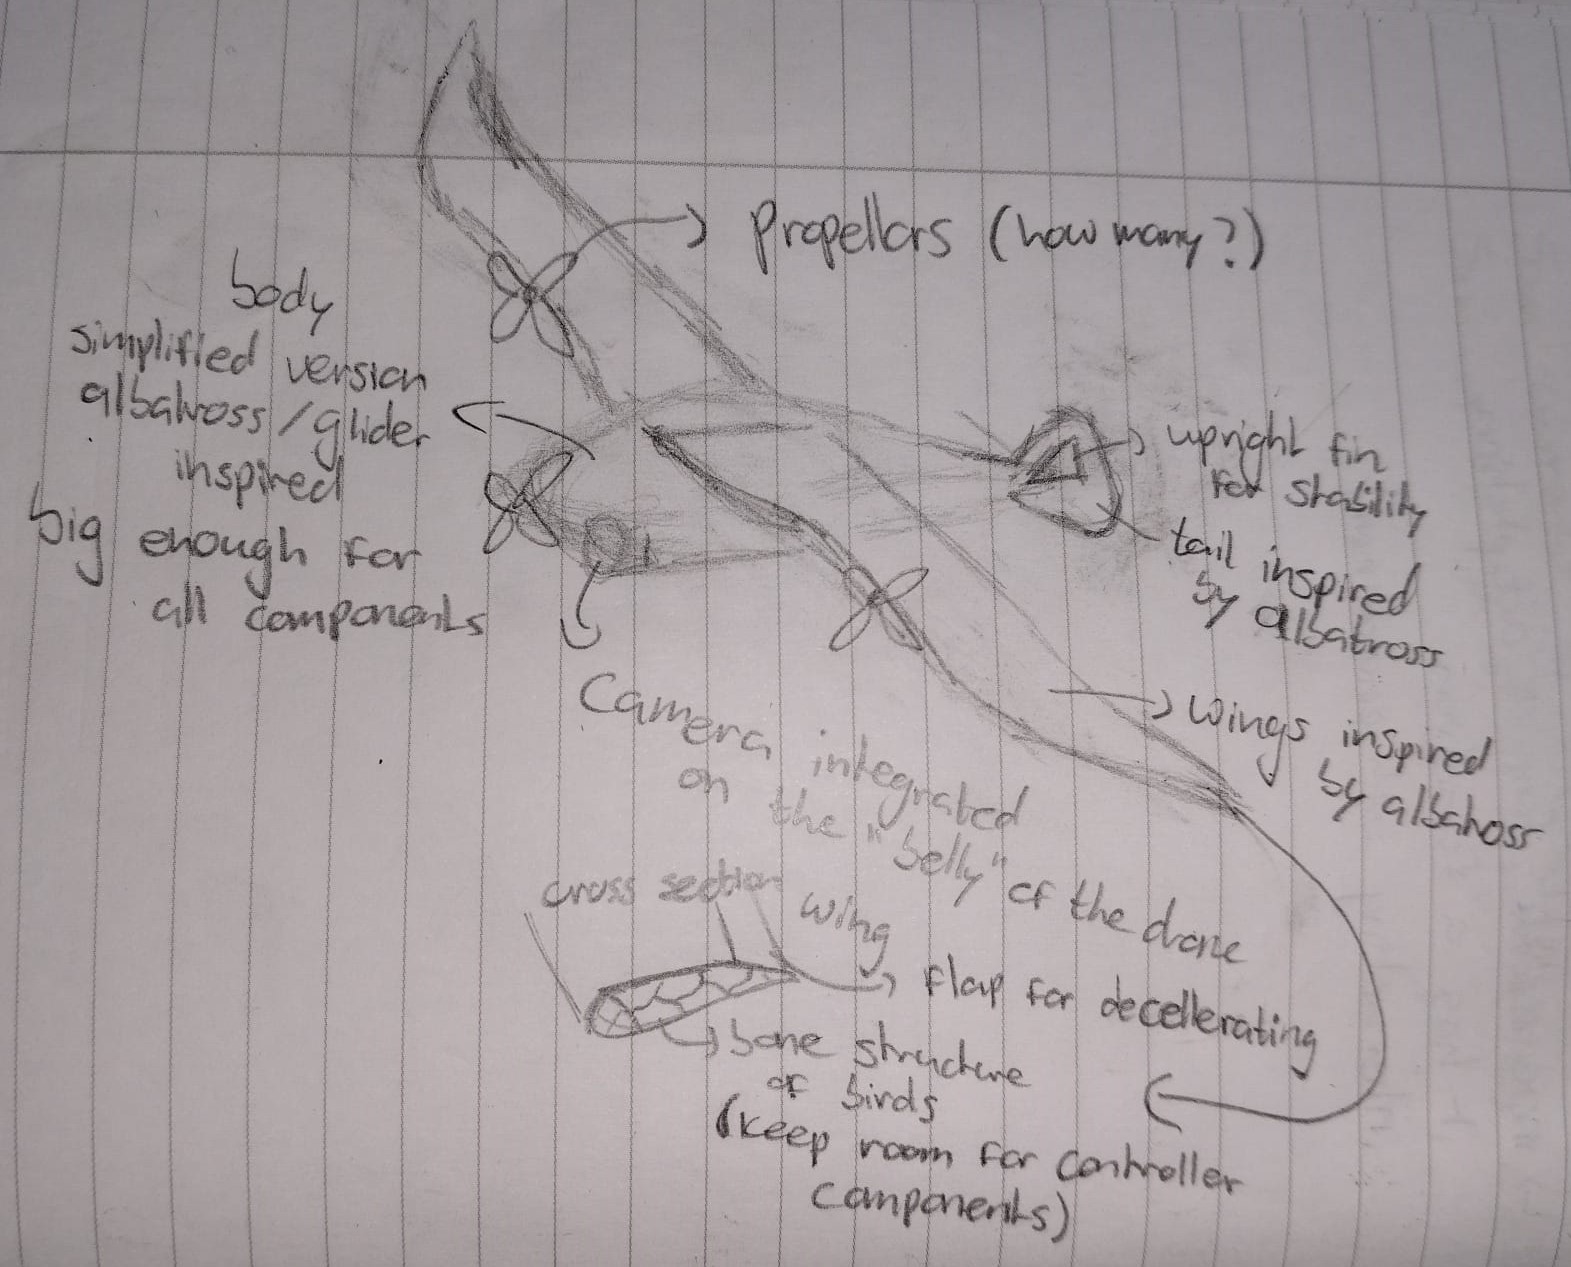 Propellors (how many?)
body
simplified version
albatross/glider
inspired
big enough for
all components
upright fin
for stability
tail inspired
by albatross
wings inspired
by albatross
Camera integrated
on the "belly" of the drone
cross section wing
flap for decellerating
bone structure
of birds
(keep room for controller
components)